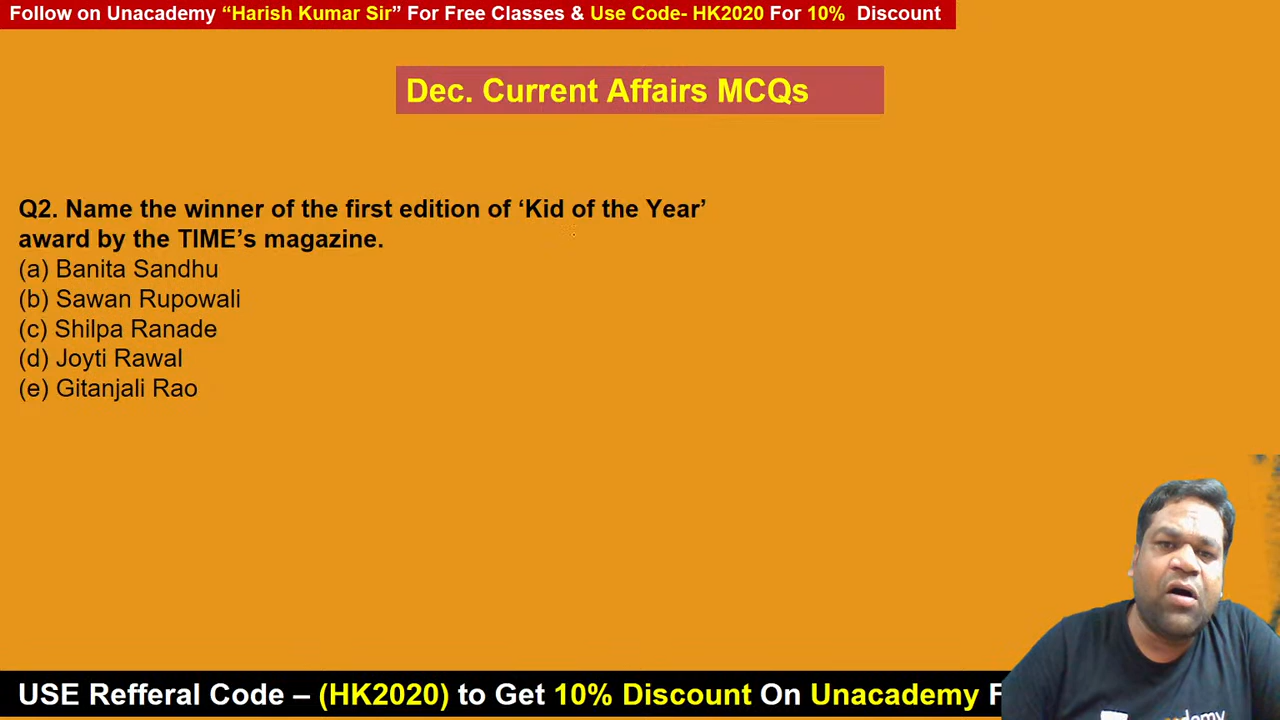 Follow on Unacademy “Harish Kumar Sir” For Free Classes & Use Code- HK2020 For 10% Discount
Dec. Current Affairs MCQs
Q2. Name the winner of the first edition of ‘Kid of the Year’
award by the TIME’s magazine.
(a) Banita Sandhu
(b) Sawan Rupowali
(c) Shilpa Ranade
(d) Joyti Rawal
(e) Gitanjali Rao
USE Refferal Code – (HK2020) to Get 10% Discount On Unacademy F